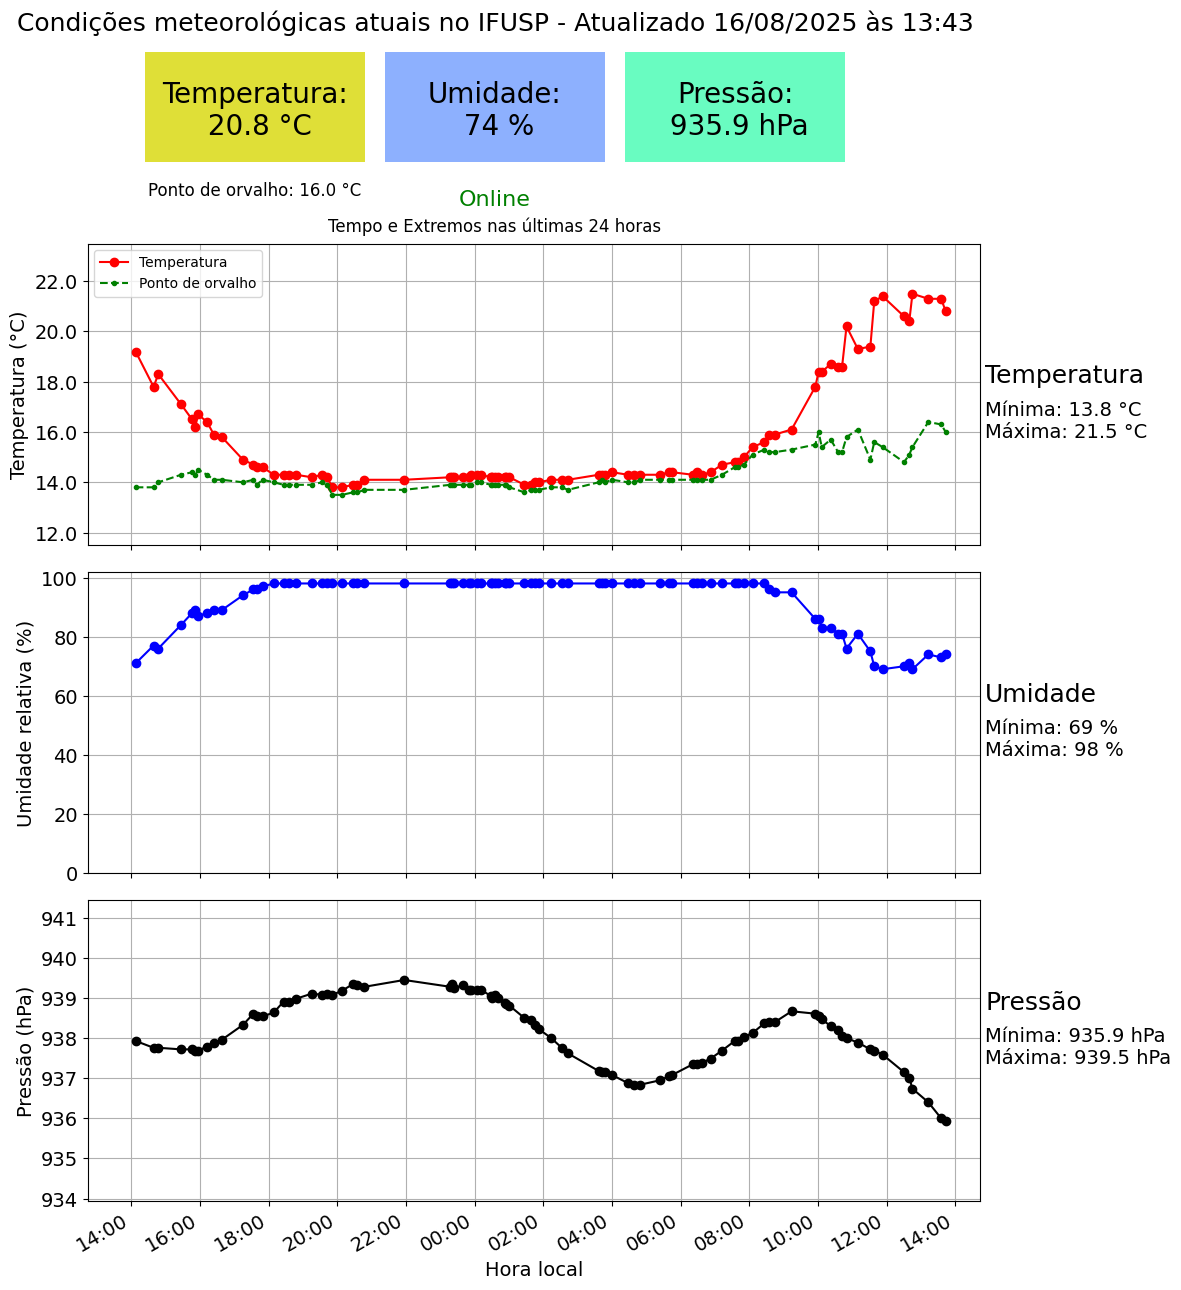 Condições meteorológicas atuais no IFUSP - Atualizado 16/08/2025 às 13:43
Temperatura:
20.8 °C
Umidade:
74 %
Pressão:
935.9 hPa
Ponto de orvalho: 16.0 °C
Online
Tempo e Extremos nas últimas 24 horas
Temperatura
Ponto de orvalho
Temperatura (°C)
22.0
20.0
18.0
16.0
14.0
12.0
Temperatura
Mínima: 13.8 °C
Máxima: 21.5 °C
Umidade relativa (%)
100
80
60
40
20
0
Umidade
Mínima: 69 %
Máxima: 98 %
Pressão (hPa)
941
940
939
938
937
936
935
934
Pressão
Mínima: 935.9 hPa
Máxima: 939.5 hPa
14:00 16:00 18:00 20:00 22:00 00:00 02:00 04:00 06:00 08:00 10:00 12:00 14:00
Hora local